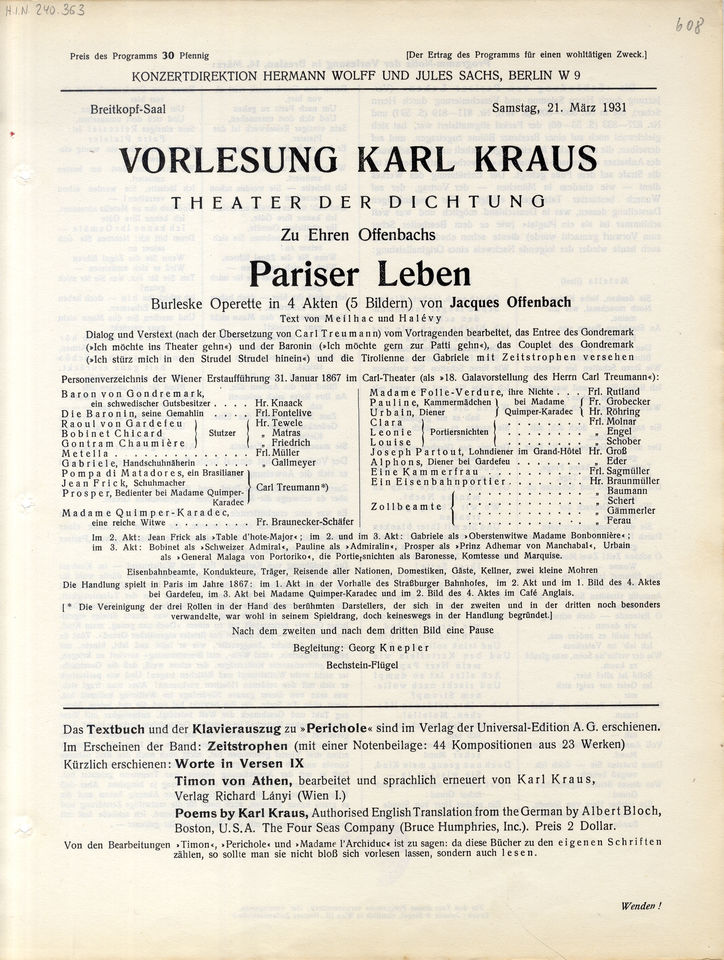 H.I.N 240.363
608
Preis des Programms 30 Pfennig [Der Ertrag des Programms für einen wohltätigen Zweck.]
KONZERTDIREKTION HERMANN WOLFF UND JULES SACHS, BERLIN W 9
Breitkopf-Saal Samstag, 21. März 1931
VORLESUNG KARL KRAUS
THEATER DER DICHTUNG
Zu Ehren Offenbachs
Pariser Leben
Burleske Operette in 4 Akten (5 Bildern) von Jacques Offenbach
Text von Meilhac und Halévy
Dialog und Verstext (nach der Übersetzung von Carl Treumann) vom Vortragenden bearbeitet, das Entree des Gondremark
(»Ich möchte ins Theater gehn«) und der Baronin (»Ich möchte gern zur Patti gehn«), das Couplet des Gondremark
(»Ich stürz mich in den Strudel Strudel hinein«) und die Tirolienne der Gabriele mit Zeitstrophen versehen
Personenverzeichnis der Wiener Erstaufführung 31. Januar 1867 im Carl-Theater (als »18. Galavorstellung des Herrn Carl Treumann«):
Baron von Gondremark,
ein schwedischer Gutsbesitzer . . . . Hr. Knaack
Die Baronin, seine Gemahlin . . . . Frl. Fontelive
Raoul von Gardefeu } Hr. Tewele
Bobinet Chicard } Stutzer { „ Matras
Gontram Chaumière } „ Friedrich
Metella . . . . . . . . . . . . Frl. Müller
Gabriele, Handschuhnäherin . . . . . „ Gallmeyer
Pompa di Matadores, ein Brasilianer
Jean Frick, Schuhmacher } Carl Treumann*)
Prosper, Bedienter bei Madame Quimper-
Karadec
Madame Quimper-Karadec,
eine reiche Witwe . . . . . . . . Fr. Braunecker-Schäfer
Madame Folle-Verdure, ihre Nichte . . . Frl. Rutland
Pauline, Kammermädchen } bei Madame { Fr. Grobecker
Urbain, Diener } Quimper-Karadec { Hr. Röhring
Clara } . . . . . . . . Frl. Molnar
Leonie } Portiersnichten { . . . . . . . . „ Engel
Louise } . . . . . . . . „ Schober
Joseph Partout, Lohndiener im Grand-Hôtel Hr. Groß
Alphons, Diener bei Gardefeu . . . . . . „ Eder
Eine Kammerfrau . . . . . . . . . Frl. Sagmüller
Ein Eisenbahnportier . . . . . . . . Hr. Braunmüller
„ Baumann
Zollbeamte { „ Schert
„ Gämmerler
„ Ferau
Im 2. Akt: Jean Frick als »Table d'hote-Major«; im 2. und im 3. Akt: Gabriele als »Oberstenwitwe Madame Bonbonnière«;
im 3. Akt: Bobinet als »Schweizer Admiral«, Pauline als »Admiralin«, Prosper als »Prinz Adhemar von Manchabal«, Urbain
als »General Malaga von Portoriko«, die Portiersnichten als Baronesse, Komtesse und Marquise.
Eisenbahnbeamte, Kondukteure, Träger, Reisende aller Nationen, Domestiken, Gäste, Kellner, zwei kleine Mohren
Die Handlung spielt in Paris im Jahre 1867: im 1. Akt in der Vorhalle des Straßburger Bahnhofes, im 2. Akt und im 1. Bild des 4. Aktes
bei Gardefeu, im 3. Akt bei Madame Quimper-Karadec und im 2. Bild des 4. Aktes im Café Anglais.
[* Die Vereinigung der drei Rollen in der Hand des berühmten Darstellers, der sich in der zweiten und in der dritten noch besonders
verwandelte, war wohl in seinem Spieldrang, doch keineswegs in der Handlung begründet.]
Nach dem zweiten und nach dem dritten Bild eine Pause
Begleitung: Georg Knepler
Bechstein-Flügel
Das Textbuch und der Klavierauszug zu »Perichole« sind im Verlag der Universal-Edition A. G. erschienen.
Im Erscheinen der Band: Zeitstrophen (mit einer Notenbeilage: 44 Kompositionen aus 23 Werken)
Kürzlich erschienen: Worte in Versen IX
Timon von Athen, bearbeitet und sprachlich erneuert von Karl Kraus,
Verlag Richard Lányi (Wien I.)
Poems by Karl Kraus, Authorised English Translation from the German by Albert Bloch,
Boston, U.S.A. The Four Seas Company (Bruce Humphries, Inc.). Preis 2 Dollar.
Von den Bearbeitungen »Timon«, »Perichole« und »Madame l'Archiduc« ist zu sagen: da diese Bücher zu den eigenen Schriften
zählen, so sollte man sie nicht bloß sich vorlesen lassen, sondern auch lesen.
Wenden!